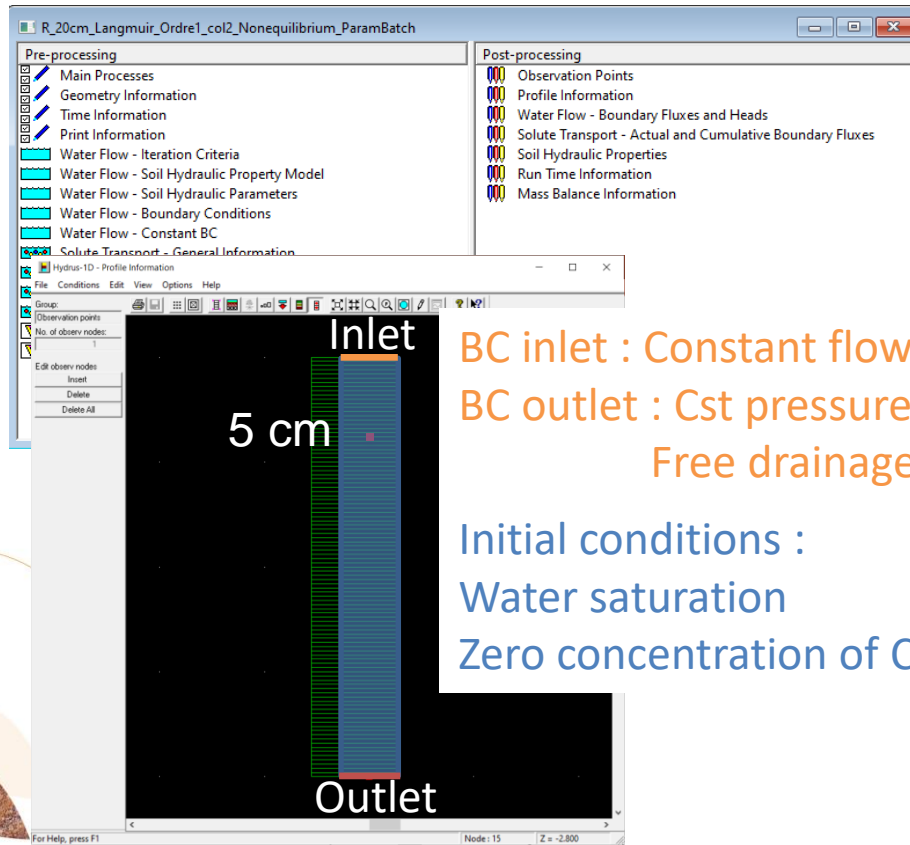 R_20cm_Langmuir_Ordre1_col2_Nonequilibrium_ParamBatch
Pre-processing
Main Processes
Geometry Information
Time Information
Print Information
Water Flow - Iteration Criteria
Water Flow - Soil Hydraulic Property Model
Water Flow - Soil Hydraulic Parameters
Water Flow - Boundary Conditions
Water Flow - Constant BC
Solute Transport - General Information
Post-processing
Observation Points
Profile Information
Water Flow - Boundary Fluxes and Heads
Solute Transport - Actual and Cumulative Boundary Fluxes
Soil Hydraulic Properties
Run Time Information
Mass Balance Information
Hydrus-1D - Profile Information
File Conditions Edit View Options Help
Group:
Observation points
No. of observ nodes:
1
Edit observ nodes
Insert
Delete
Delete All
Inlet
5 cm
Outlet
BC inlet : Constant flow
BC outlet : Cst pressure
Free drainage
Initial conditions :
Water saturation
Zero concentration of
For Help, press F1
Node: 15 Z = -2.800